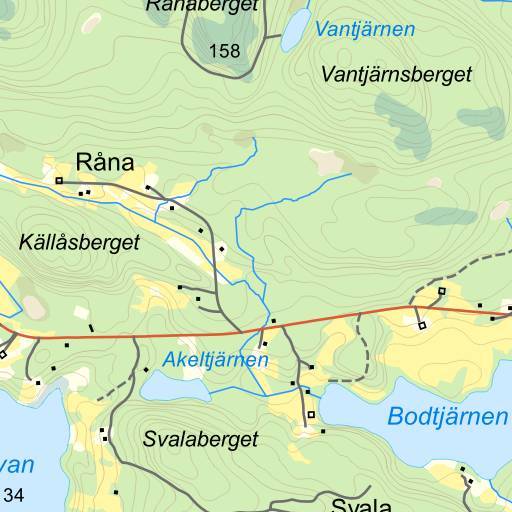 Rånaberget
Vantjärnen
158
Vantjärnsberget
Råna
Källåsberget
Akeltjärnen
Bodtjärnen
Svalaberget
van
34
Svala